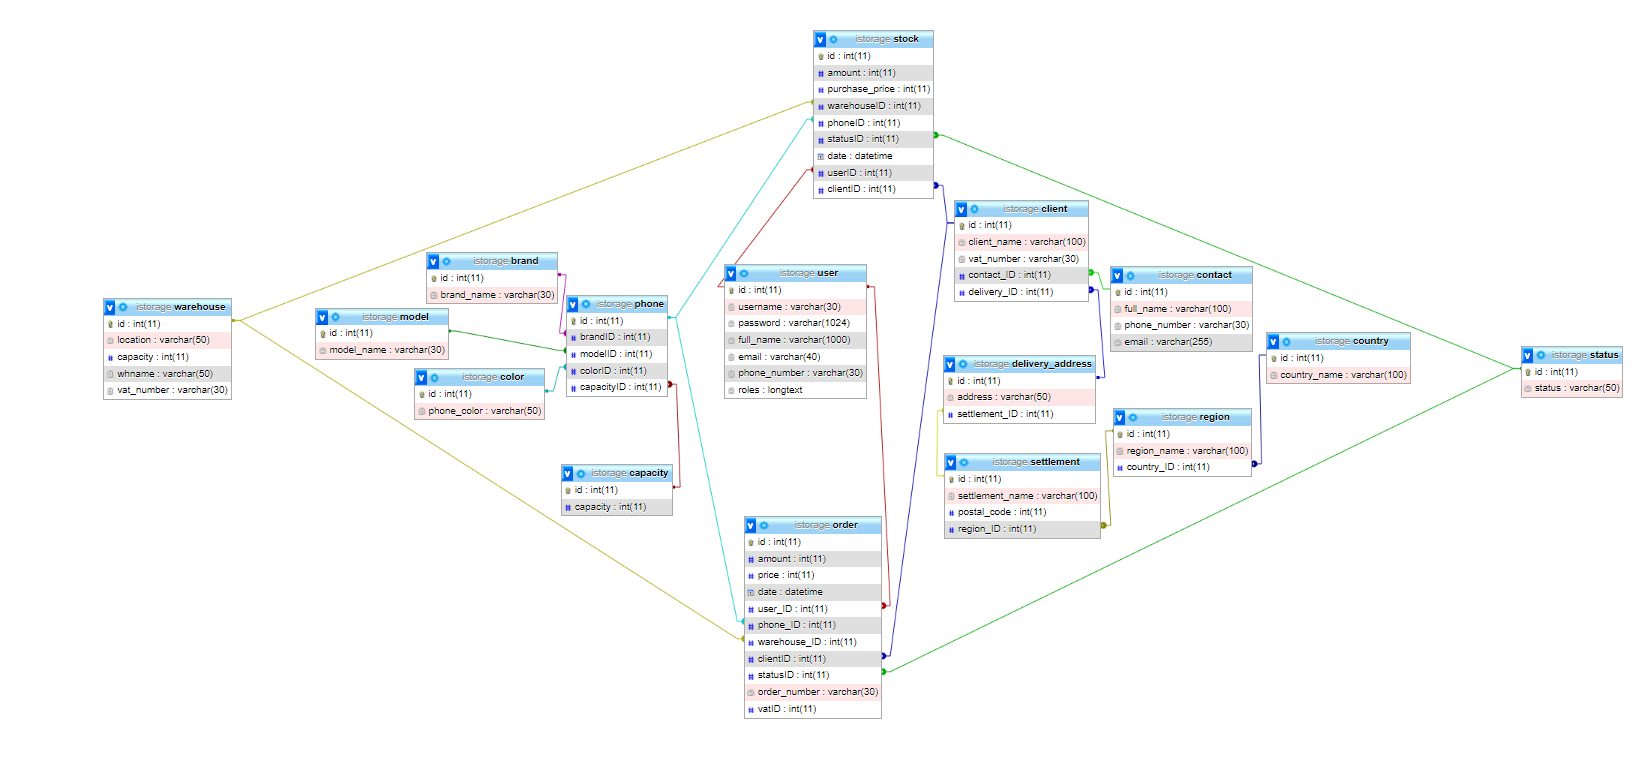 istorage stock
id : int(11)
amount : int(11)
purchase_price : int(11)
warehouseID : int(11)
phoneID : int(11)
statusID : int(11)
date : datetime
userID : int(11)
clientID : int(11)
istorage client
id : int(11)
client_name : varchar(100)
vat_number : varchar(30)
contact_ID : int(11)
delivery_ID : int(11)
istorage brand
id : int(11)
brand_name : varchar(30)
istorage user
id : int(11)
username : varchar(30)
password : varchar(1024)
full_name : varchar(1000)
email : varchar(40)
phone_number : varchar(30)
roles : longtext
istorage contact
id : int(11)
full_name : varchar(100)
phone_number : varchar(30)
email : varchar(255)
istorage warehouse
id : int(11)
location : varchar(50)
capacity : int(11)
whname : varchar(50)
vat_number : varchar(30)
istorage model
id : int(11)
model_name : varchar(30)
istorage phone
id : int(11)
brandID : int(11)
modelID : int(11)
colorID : int(11)
capacityID : int(11)
istorage country
id : int(11)
country_name : varchar(100)
istorage status
id : int(11)
status : varchar(50)
istorage color
id : int(11)
phone_color : varchar(50)
istorage delivery_address
id : int(11)
address : varchar(50)
settlement_ID : int(11)
istorage region
id : int(11)
region_name : varchar(100)
country_ID : int(11)
istorage capacity
id : int(11)
capacity : int(11)
istorage settlement
id : int(11)
settlement_name : varchar(100)
postal_code : int(11)
region_ID : int(11)
istorage order
id : int(11)
amount : int(11)
price : int(11)
date : datetime
user_ID : int(11)
phone_ID : int(11)
warehouse_ID : int(11)
clientID : int(11)
statusID : int(11)
order_number : varchar(30)
vatID : int(11)